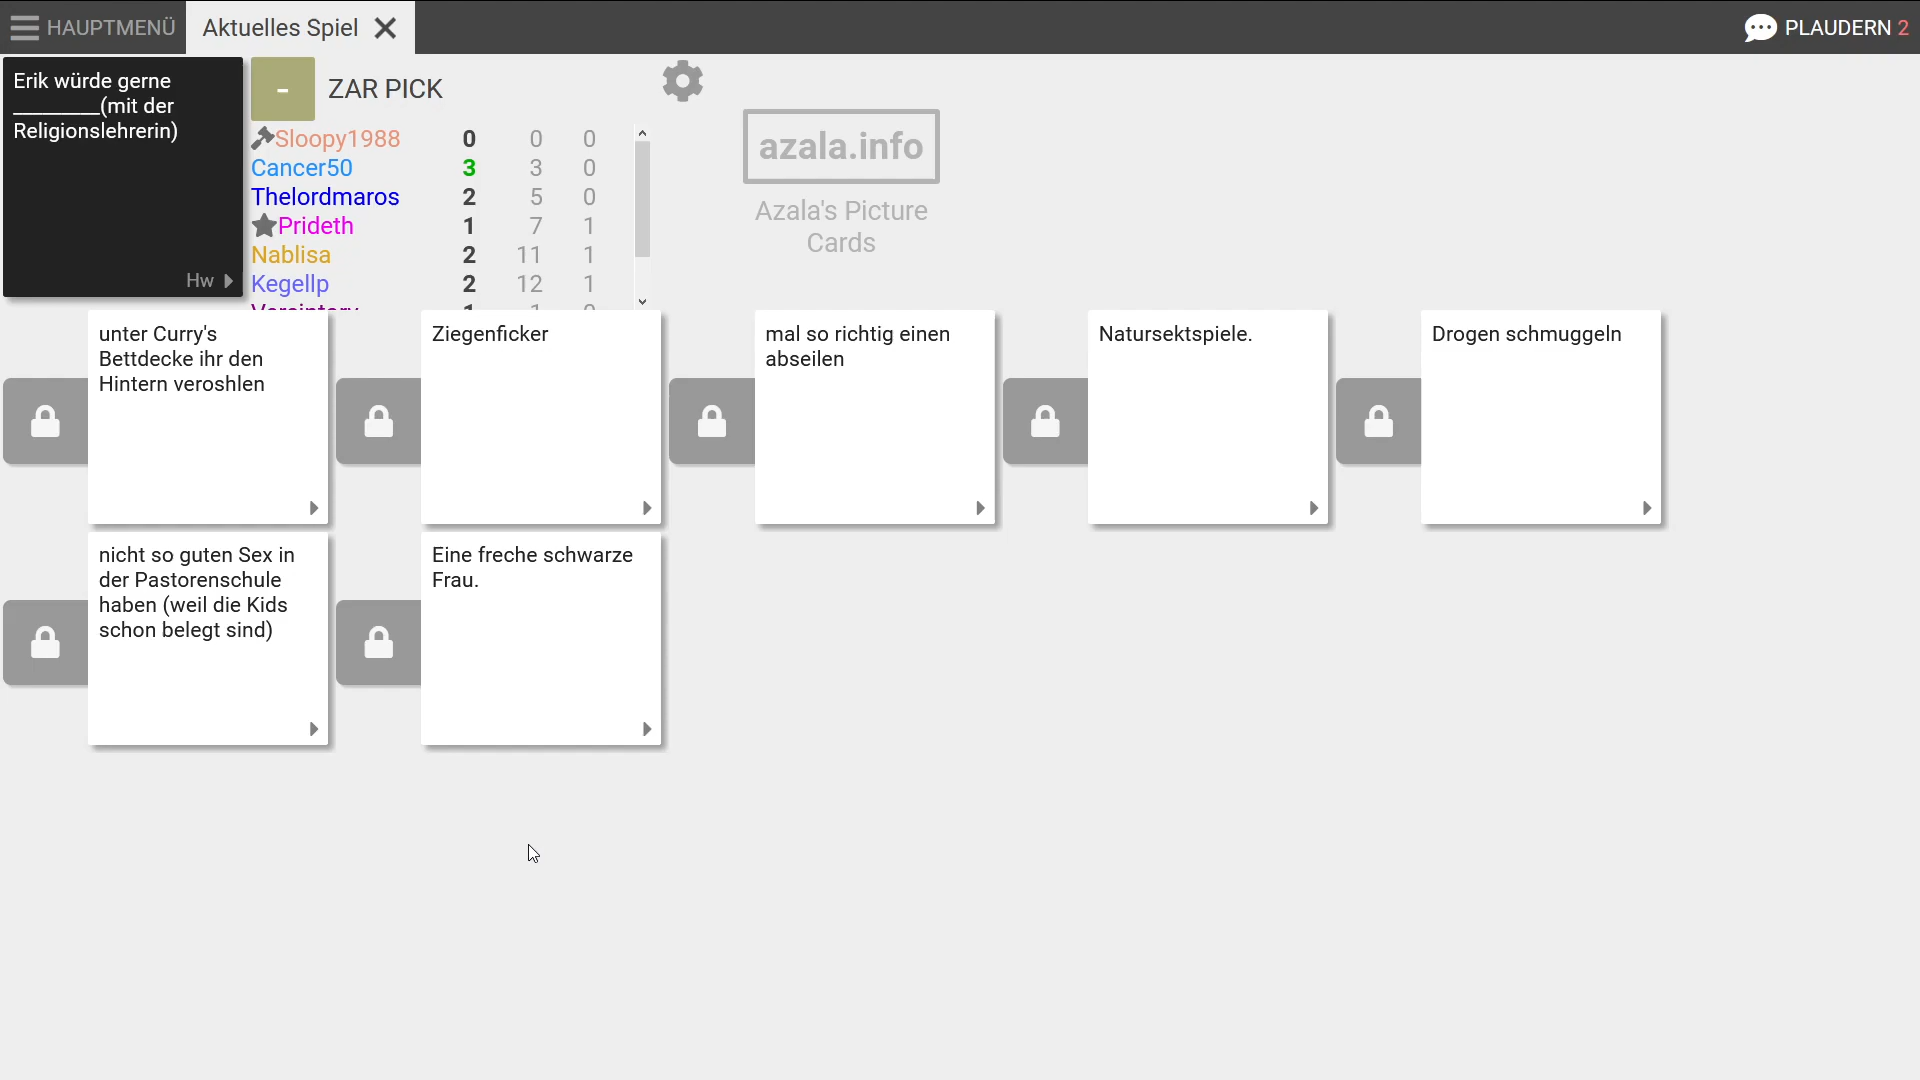 HAUPTMENÜ
Aktuelles Spiel
PLAUDERN 2
Erik würde gerne
________(mit der
Religionslehrerin)
Hw
-
ZAR PICK
Sloopy1988 0 0 0
Cancer50 3 3 0
Thelordmaros 2 5 0
Prideth 1 7 1
Nablisa 2 11 1
Kegellp 2 12 1
azala.info
Azala's Picture
Cards
unter Curry's
Bettdecke ihr den
Hintern veroshlen
Ziegenficker
mal so richtig einen
abseilen
Natursektspiele.
Drogen schmuggeln
nicht so guten Sex in
der Pastorenschule
haben (weil die Kids
schon belegt sind)
Eine freche schwarze
Frau.